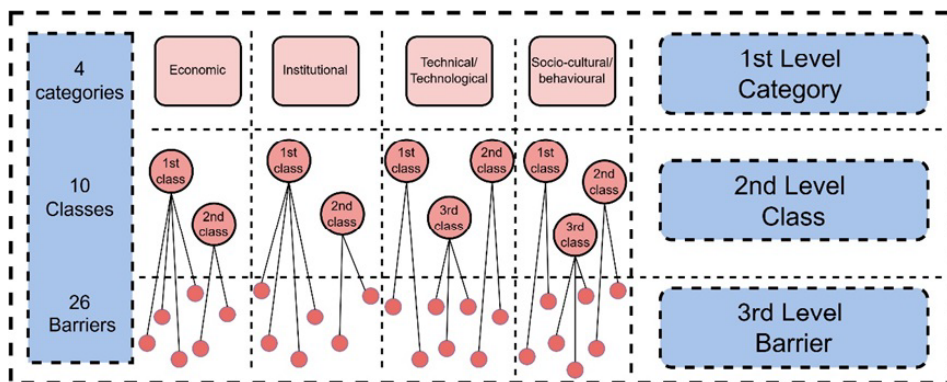 4
categories
Economic
Institutional
Technical/
Technological
Socio-cultural/
behavioural
1st Level
Category
10
Classes
1st
class
2nd
class
1st
class
2nd
class
1st
class
2nd
class
3rd
class
1st
class
2nd
class
3rd
class
2nd Level
Class
26
Barriers
3rd Level
Barrier